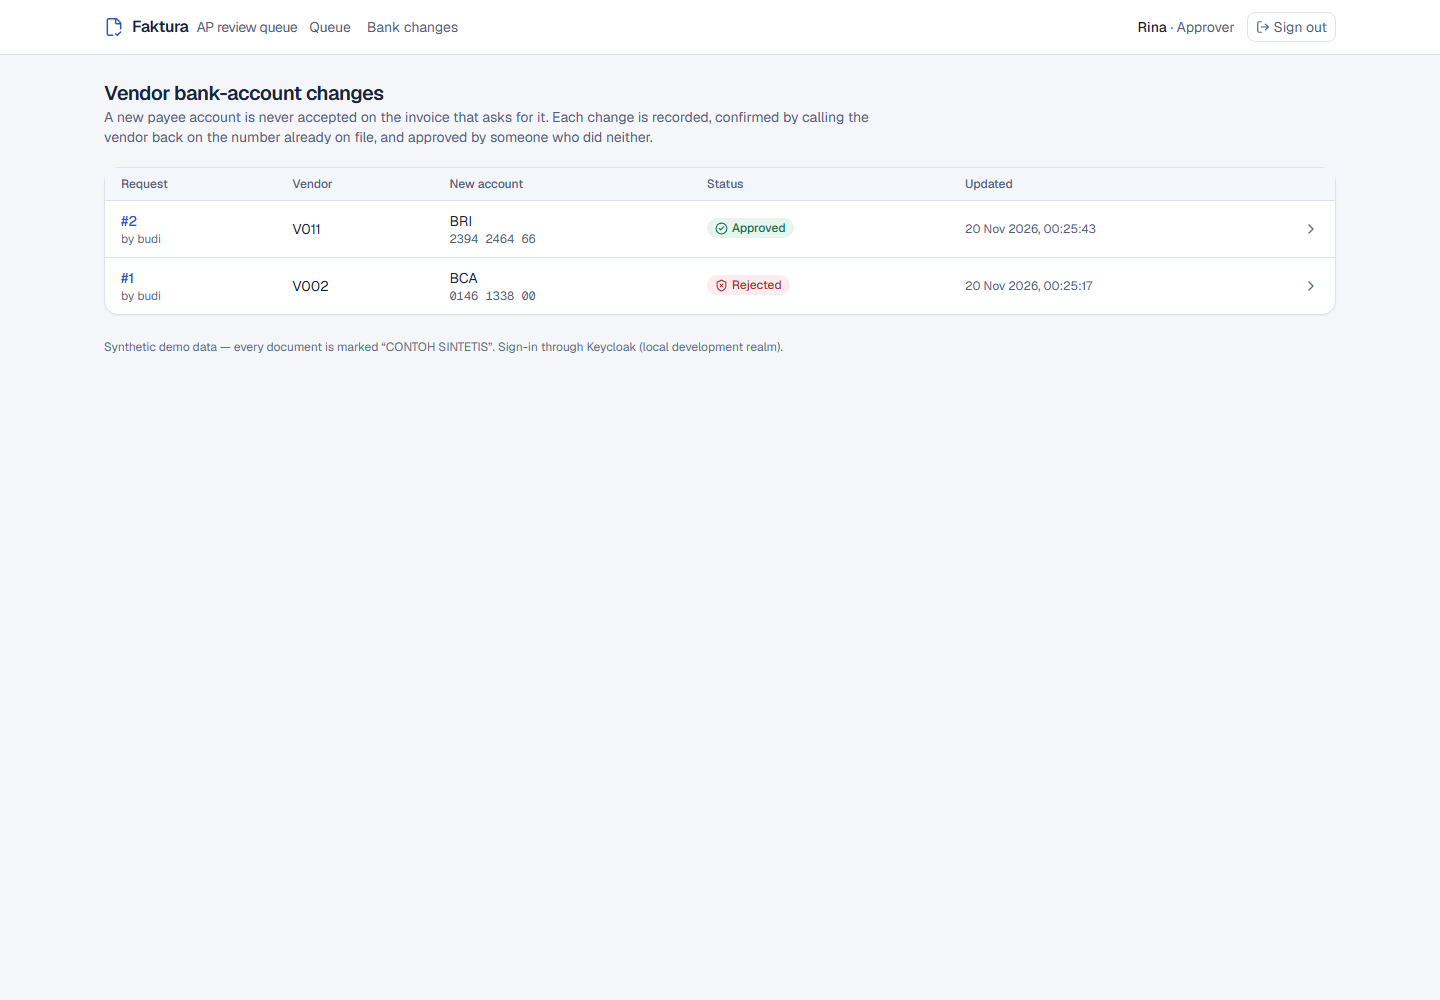 Faktura AP review queue Queue Bank changes Rina · Approver Sign out
Vendor bank-account changes
A new payee account is never accepted on the invoice that asks for it. Each change is recorded, confirmed by calling the
vendor back on the number already on file, and approved by someone who did neither.
Request Vendor New account Status Updated
#2 V011 BRI Approved 20 Nov 2026, 00:25:43
by budi 2394 2464 66
#1 V002 BCA Rejected 20 Nov 2026, 00:25:17
by budi 0146 1338 00
Synthetic demo data — every document is marked “CONTOH SINTETIS”. Sign-in through Keycloak (local development realm).